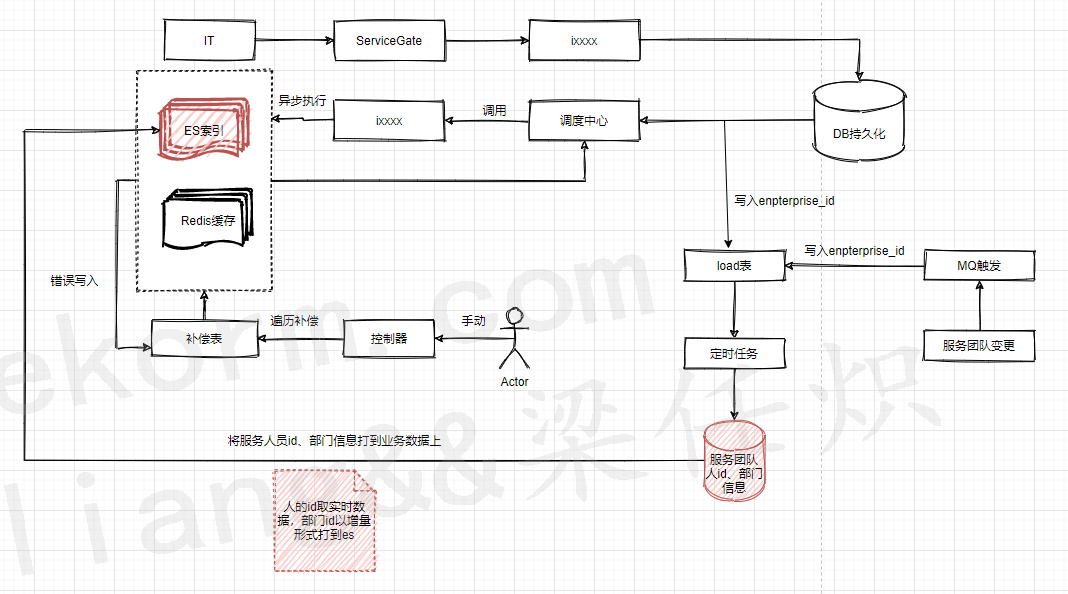 IT
ServiceGate
ixxxx
异步执行
ES索引
ixxxx
调用
调度中心
DB持久化
写入enpterprise_id
Redis缓存
load表
写入enpterprise_id
MQ触发
错误写入
补偿表
遍历补偿
控制器
手动
Actor
定时任务
服务团队变更
将服务人员id、部门信息打到业务数据上
服务团队
人id、部门
信息
人的id取实时数
据，部门id以增量
形式打到es
ekorm.com
liang&&梁任炽